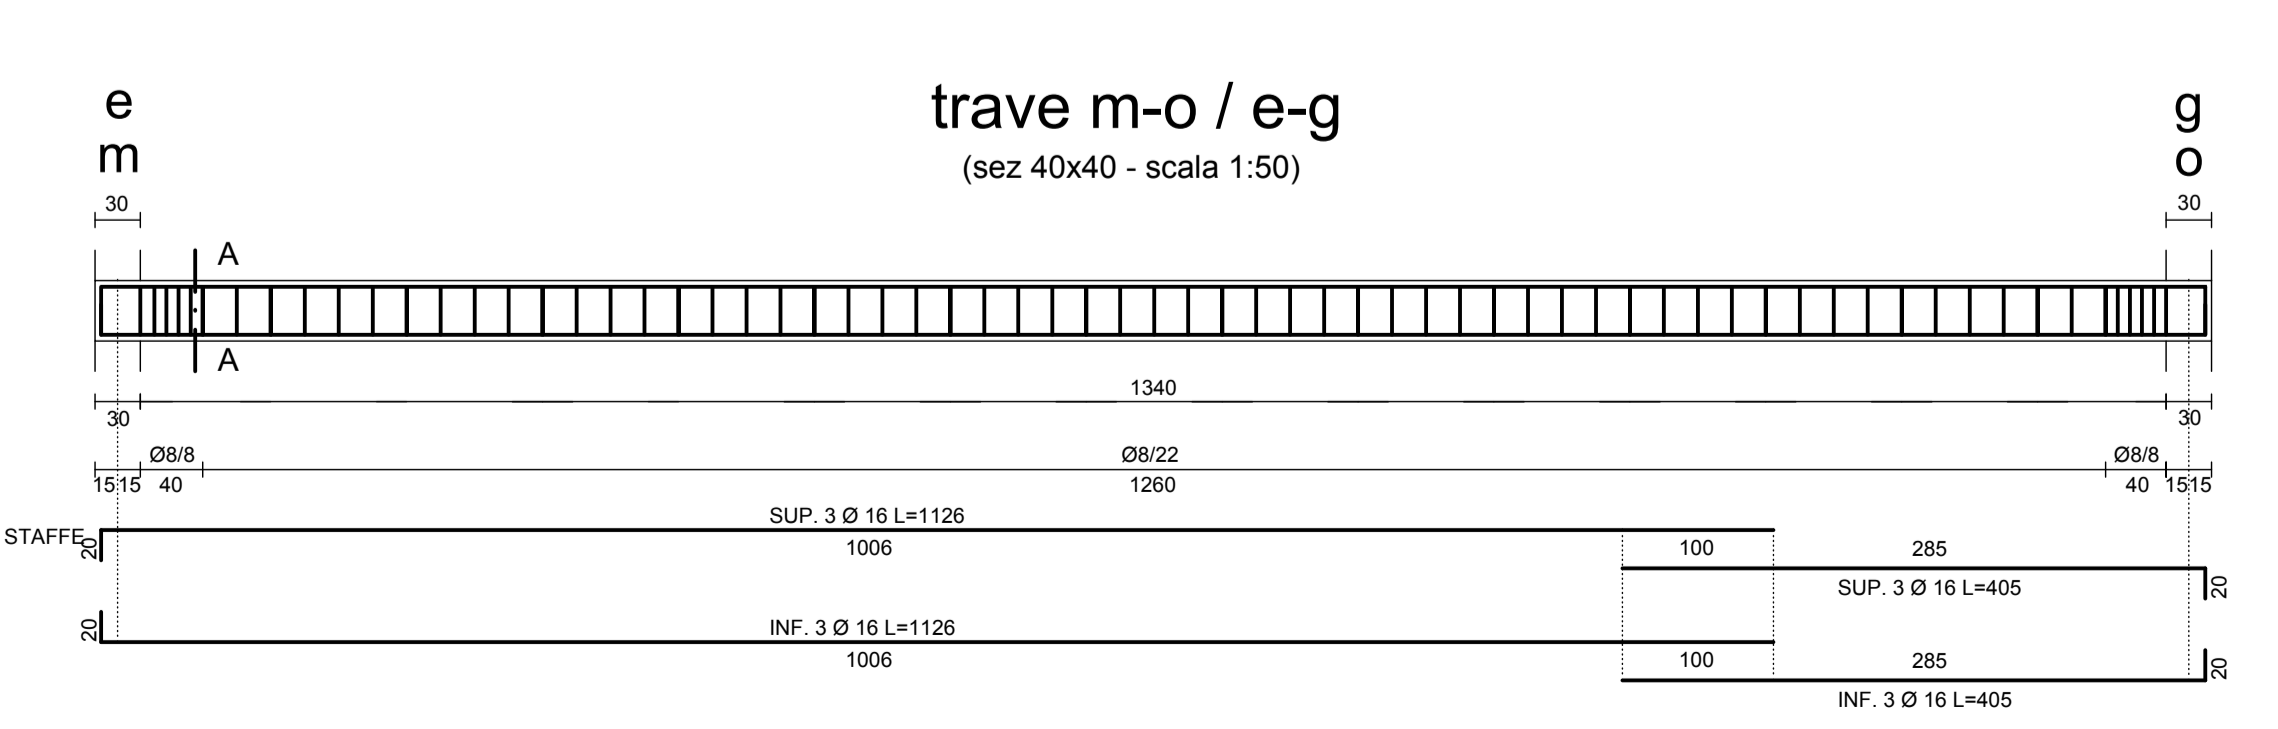 e
m
trave m-o / e-g
(sez 40x40 - scala 1:50)
g
o
30
30
A
A
1340
30
30
Ø8/8
Ø8/22
Ø8/8
15 15
40
1260
40
15 15
STAFFE
20
SUP. 3 Ø 16 L=1126
1006
100
285
SUP. 3 Ø 16 L=405
20
20
INF. 3 Ø 16 L=1126
1006
100
285
INF. 3 Ø 16 L=405
20